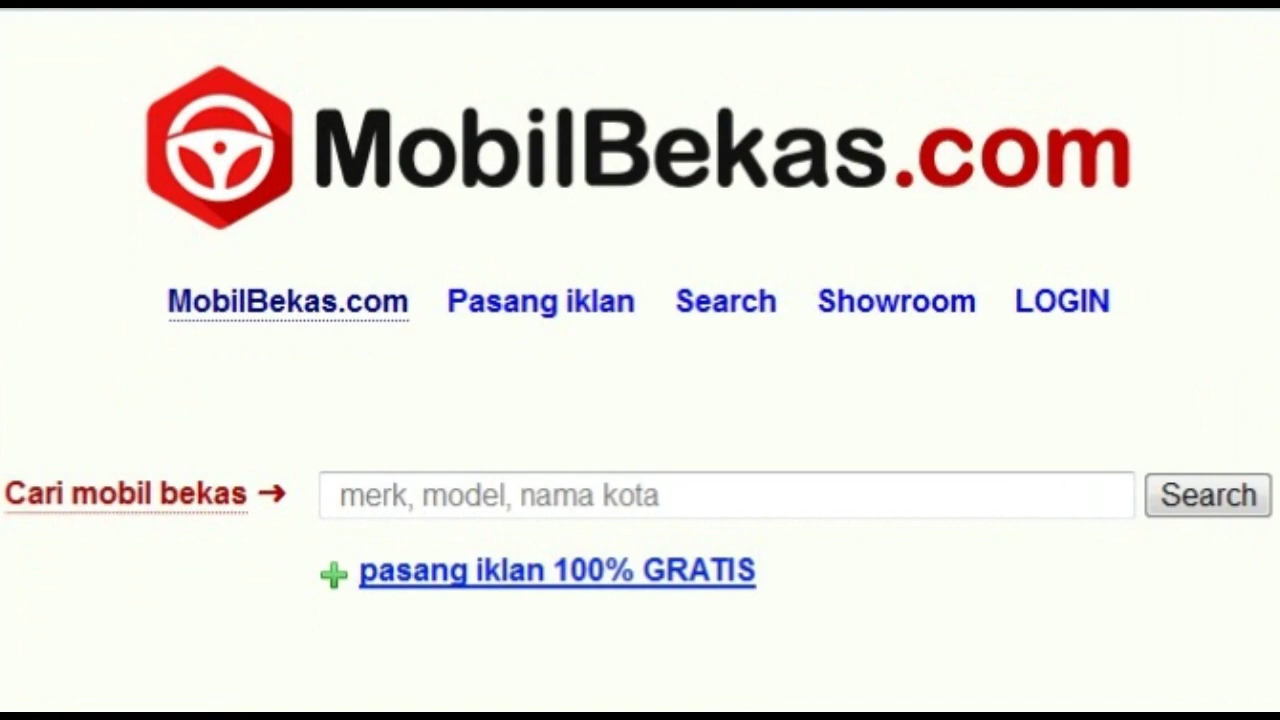 MobilBekas.com
MobilBekas.com Pasang iklan Search Showroom LOGIN
Cari mobil bekas → merk, model, nama kota Search
pasang iklan 100% GRATIS